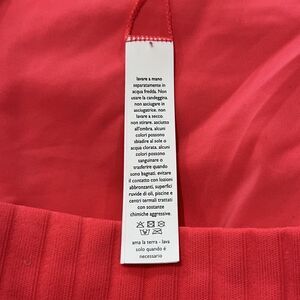 lavare a mano
separatamente in
acqua fredda. Non
usare la candeggina.
non asciugare in
asciugatrice. non
lavare a secco.
non stirare. asciutto
all'ombra. alcuni
colori possono
sbiadire al sole o
acqua clorata. alcuni
colori possono
sanguinare o
trasferire quando
sono bagnati. evitare
il contatto con lozioni
abbronzanti. superfici
ruvide di oli, piscine e
centri termali trattati
con sostanze
chimiche aggressive.
ama la terra - lava
solo quando è
necessario